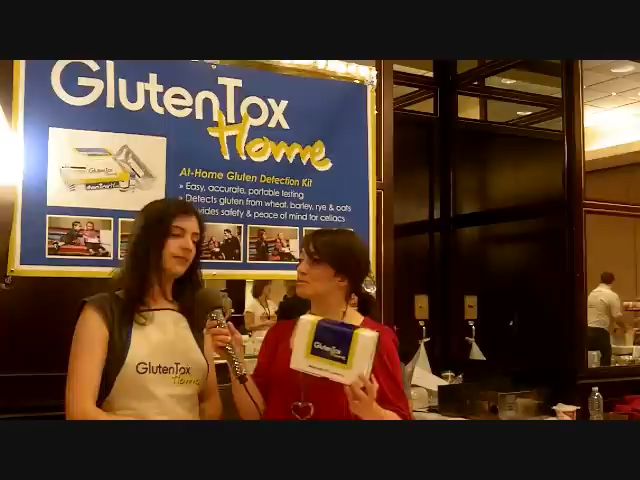 GlutenTox
Home
At-Home Gluten Detection Kit
» Easy, accurate, portable testing
» Detects gluten from wheat, barley, rye & oats
safety & peace of mind for celiacs
GlutenTox
GlutenTox
GlutenTox
Home